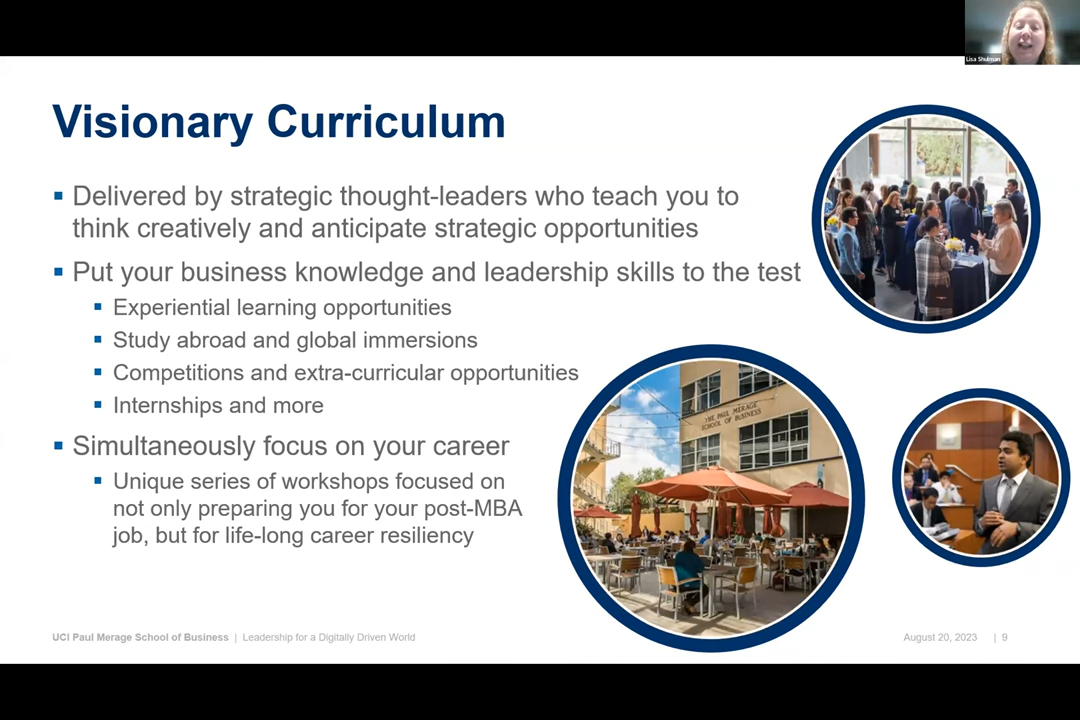 Lisa Shulman
Visionary Curriculum
▪ Delivered by strategic thought-leaders who teach you to
think creatively and anticipate strategic opportunities
▪ Put your business knowledge and leadership skills to the test
▪ Experiential learning opportunities
▪ Study abroad and global immersions
▪ Competitions and extra-curricular opportunities
▪ Internships and more
▪ Simultaneously focus on your career
▪ Unique series of workshops focused on
not only preparing you for your post-MBA
job, but for life-long career resiliency
THE PAUL MERAGE
SCHOOL OF BUSINESS
UCI Paul Merage School of Business | Leadership for a Digitally Driven World
August 20, 2023 | 9